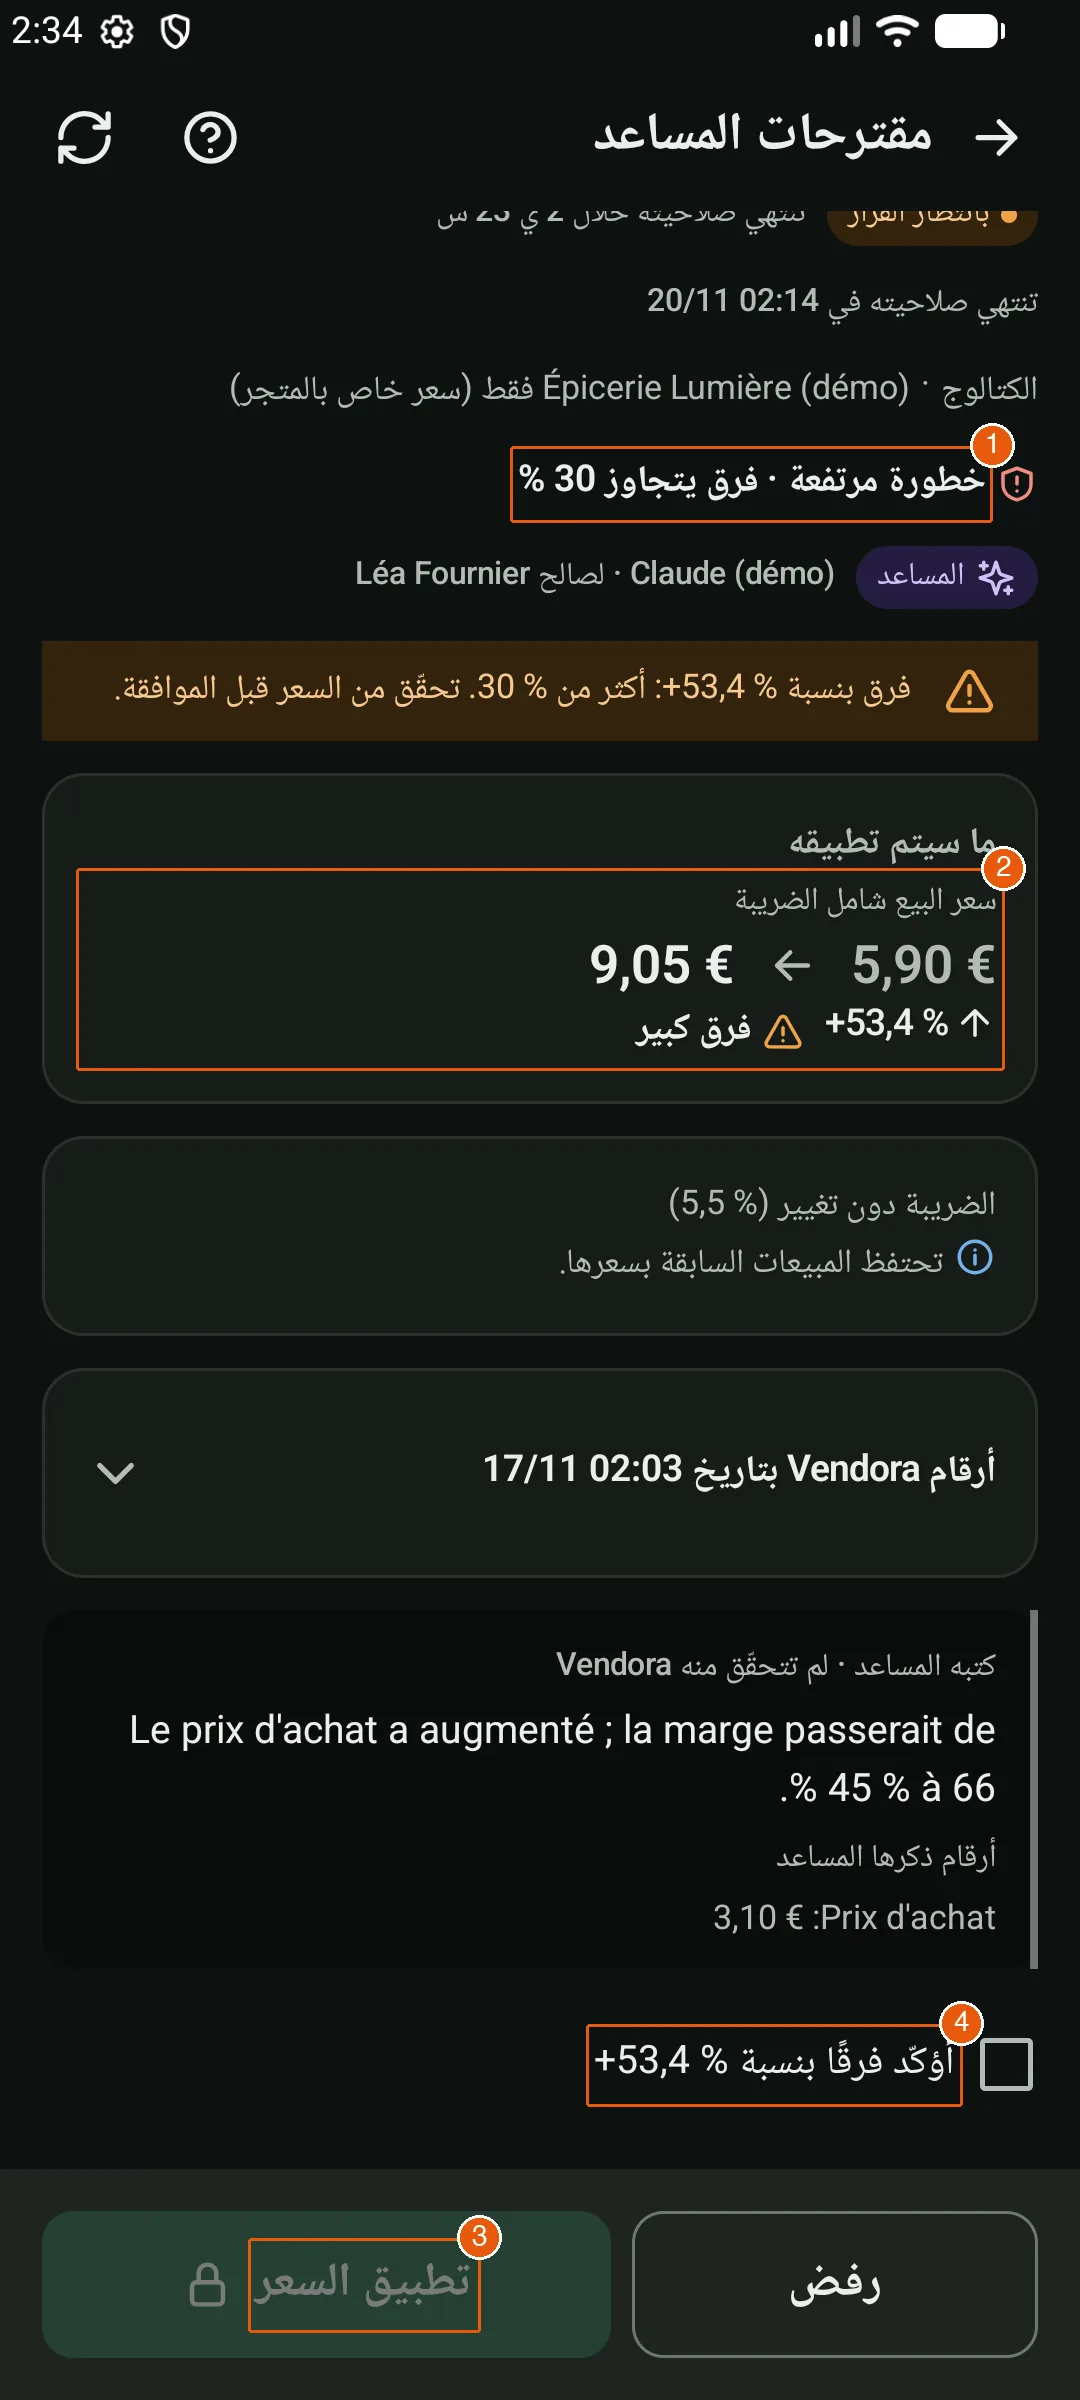 2:34
مقترحات المساعد
بانتظار القرار تنتهي صلاحيته خلال 2 ي 23 س
تنتهي صلاحيته في 20/11 02:14
الكتالوج · Épicerie Lumière (démo) فقط (سعر خاص بالمتجر)
1
خطورة مرتفعة · فرق يتجاوز 30 %
المساعد Claude (démo) · لصالح Léa Fournier
فرق بنسبة +53,4 %: أكثر من 30 %. تحقّق من السعر قبل الموافقة.
ما سيتم تطبيقه
2
سعر البيع شامل الضريبة
5,90 € ← 9,05 €
↑ +53,4 % فرق كبير
الضريبة دون تغيير (5,5 %)
تحتفظ المبيعات السابقة بسعرها.
أرقام Vendora بتاريخ 17/11 02:03
كتبه المساعد · لم تتحقّق منه Vendora
Le prix d'achat a augmenté ; la marge passerait de
45 % à 66 %.
أرقام ذكرها المساعد
Prix d'achat: 3,10 €
4
أؤكّد فرقًا بنسبة +53,4 %
رفض
3
تطبيق السعر